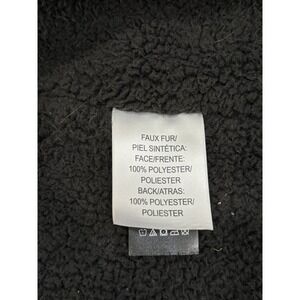 FAUX FUR/
PIEL SINTÉTICA:
FACE/FRENTE:
100% POLYESTER/
POLIESTER
BACK/ATRAS:
100% POLYESTER/
POLIESTER